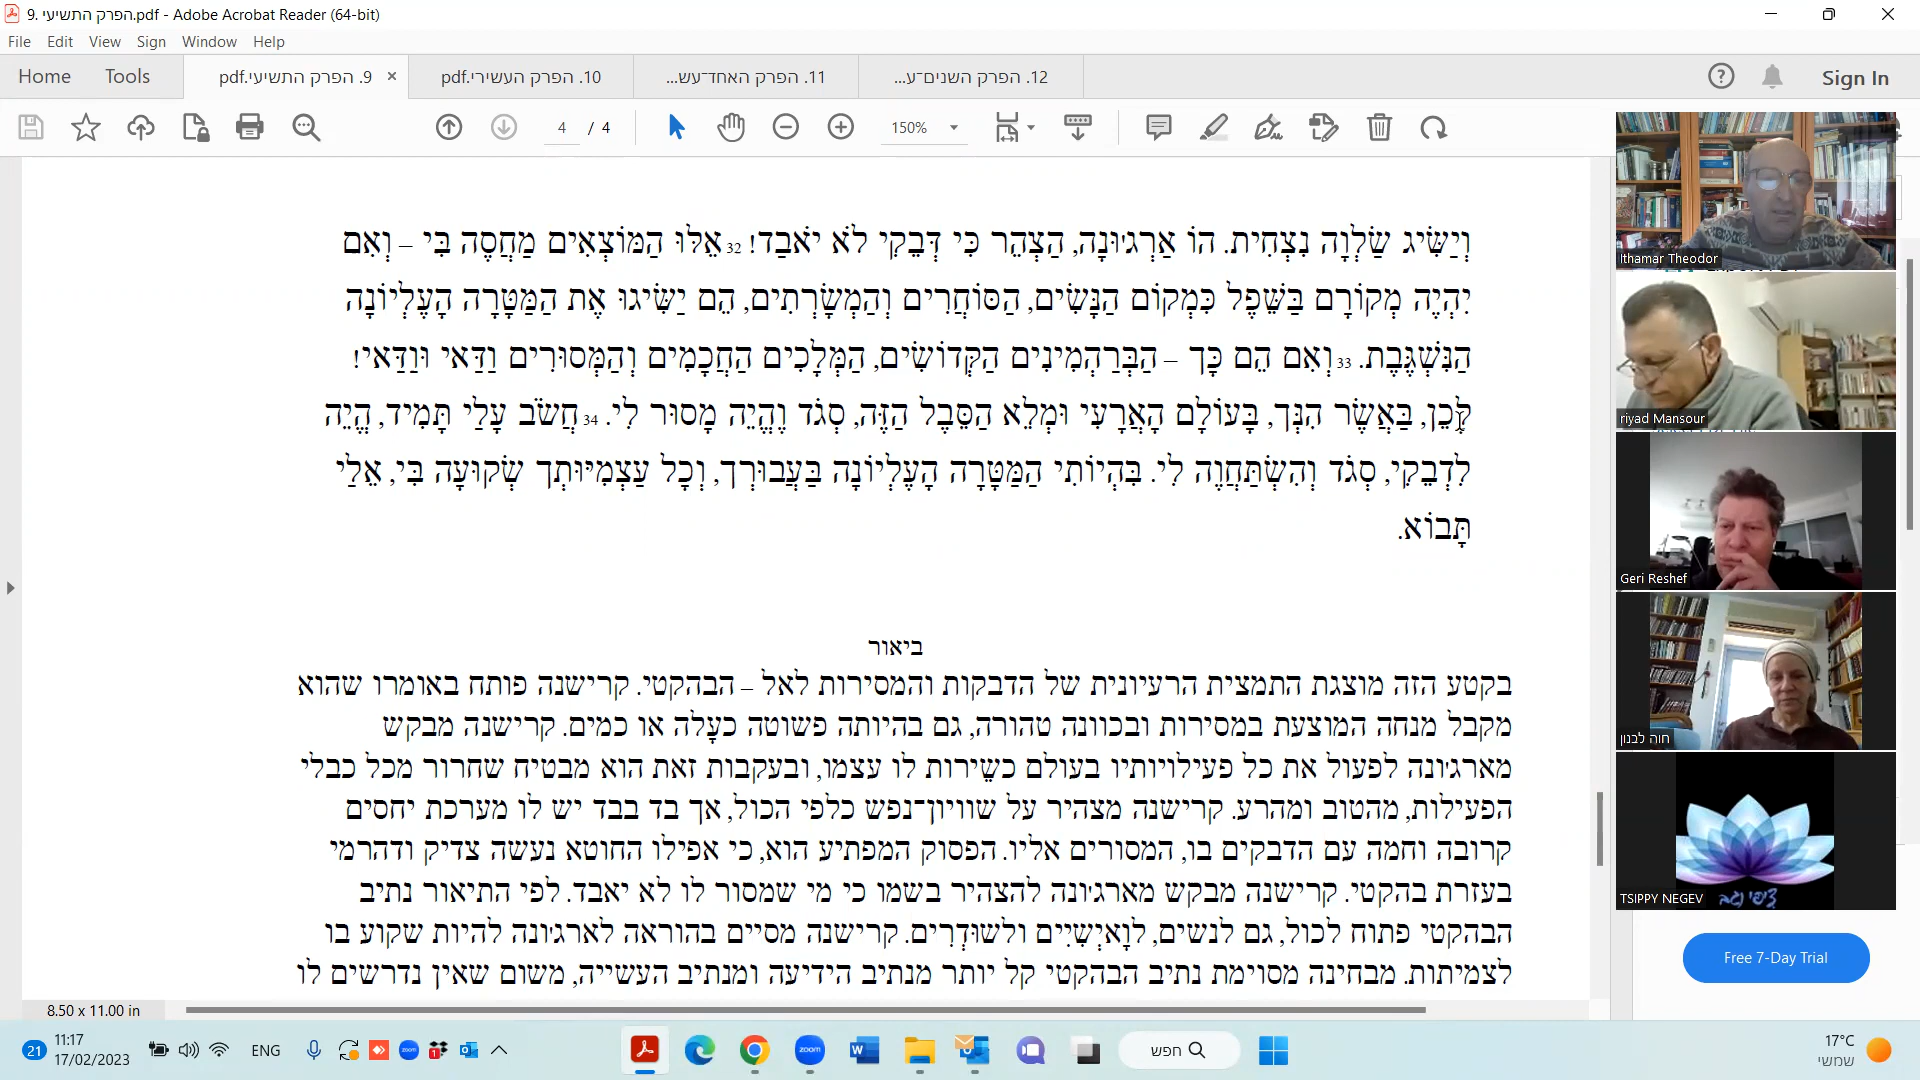 9. הפרק התשיעי.pdf - Adobe Acrobat Reader (64-bit)
File Edit View Sign Window Help
Home Tools
9. הפרק התשיעי.pdf ×
10. הפרק העשירי.pdf
11. הפרק האחד־עש...
12. הפרק השנים־ע...
Sign In
4 / 4
150%
וְיַשִּׂיג שַׁלְוָה נִצְחִית. הוֹ אַרְג'וּנָה, הַצְהֵר כִּי דְּבֵקִי לֹא יֹאבַד! 32 אֵלּוּ הַמּוֹצְאִים מַחֲסֶה בִּי – וְאִם
יִהְיֶה מְקוֹרָם בַּשֵּׁפֶל כִּמְקוֹם הַנָּשִׁים, הַסּוֹחֲרִים וְהַמְשָׁרְתִים, הֵם יַשִּׂיגוּ אֶת הַמַּטָּרָה הָעֶלְיוֹנָה
הַנִּשְׂגֶּבֶת. 33 וְאִם הֵם כָּךְ – הַבְּרַהְמִינִים הַקְּדוֹשִׁים, הַמְּלָכִים הַחֲכָמִים וְהַמְּסוּרִים וַדַּאי וּוַדַּאי!
לָכֵן, בַּאֲשֶׁר הִנְּךָ, בָּעוֹלָם הָאֲרָעִי וּמְלֵא הַסֵּבֶל הַזֶּה, סְגֹד וֶהֱיֵה מָסוּר לִי. 34 חֲשֹׁב עָלַי תָּמִיד, הֱיֵה
לִדְבֵקִי, סְגֹד וְהִשְׁתַּחֲוֶה לִי. בִּהְיוֹתִי הַמַּטָּרָה הָעֶלְיוֹנָה בַּעֲבוּרְךָ, וְכָל עַצְמִיּוּתְךָ שְׁקוּעָה בִּי, אֵלַי
תָּבוֹא.
ביאור
בקטע הזה מוצגת התמצית הרעיונית של הדבקות והמסירות לאל – הבהקטי. קרישנה פותח באומרו שהוא
מקבל מנחה המוצעת במסירות ובכוונה טהורה, גם בהיותה פשוטה כעָלה או כמים. קרישנה מבקש
מארג'ונה לפעול את כל פעילויותיו בעולם כשֵירות לו עצמו, ובעקבות זאת הוא מבטיח שחרור מכל כבלי
הפעילות, מהטוב ומהרע. קרישנה מצהיר על שוויון־נפש כלפי הכול, אך בד בבד יש לו מערכת יחסים
קרובה וחמה עם הדבקים בו, המסורים אליו. הפסוק המפתיע הוא, כי אפילו החוטא נעשה צדיק ודהרמי
בעזרת בהקטי. קרישנה מבקש מארג'ונה להצהיר בשמו כי מי שמסור לו לא יאבד. לפי התיאור נתיב
הבהקטי פתוח לכול, גם לנשים, לוָאיְשִיִים ולשוּדְרִים. קרישנה מסיים בהוראה לארג'ונה להיות שקוע בו
לצמיתות. מבחינה מסוימת נתיב הבהקטי קל יותר מנתיב הידיעה ומנתיב העשייה, משום שאין נדרשים לו
8.50 x 11.00 in
Ithamar Theodor
riyad Mansour
Geri Reshef
חוה לבנון
ציפי נגב
TSIPPY NEGEV
Free 7-Day Trial
21
11:17
17/02/2023
ENG
zoom
zoom
חפש
17°C
שמשי